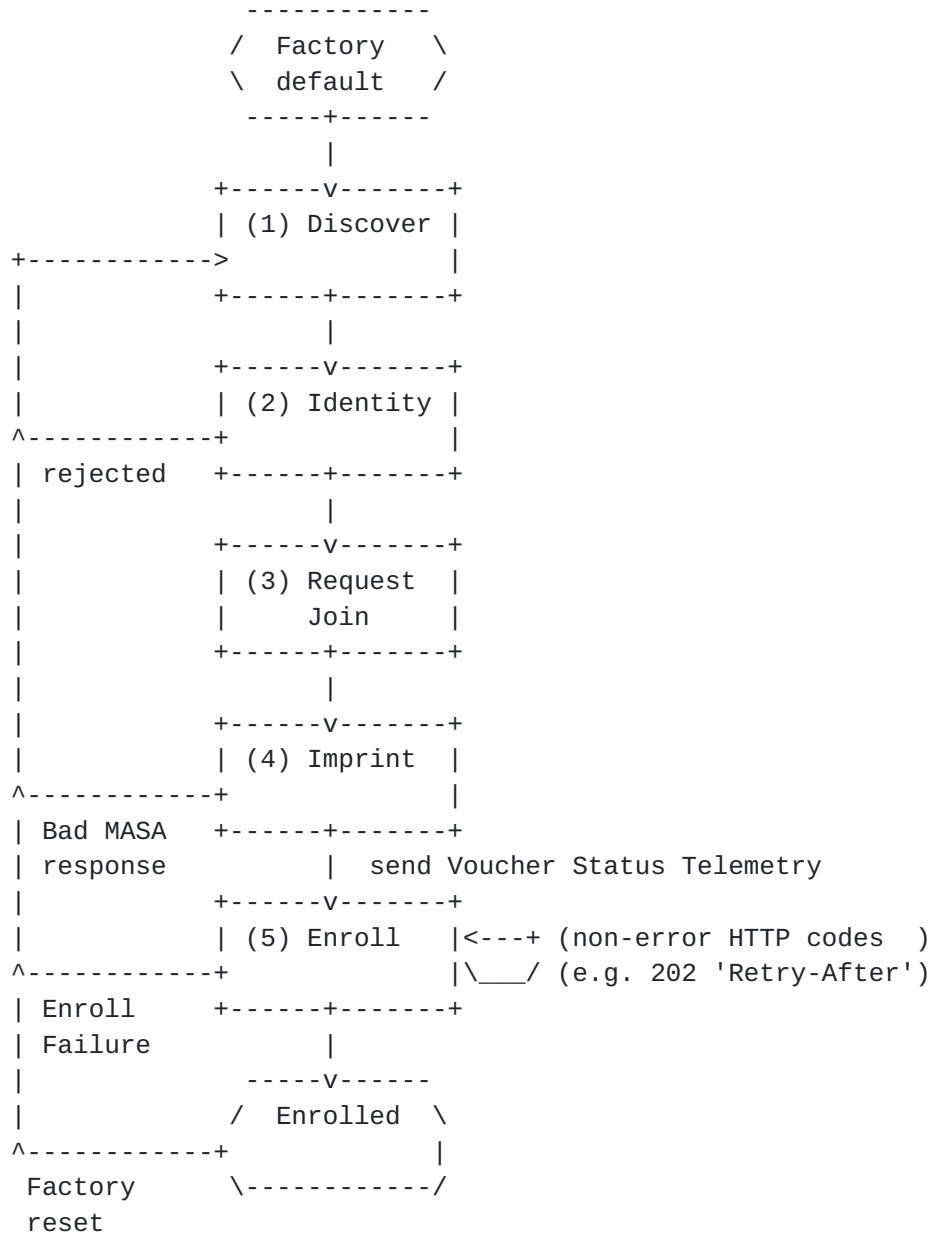 Factory
default
(1) Discover
(2) Identity
rejected
(3) Request
Join
(4) Imprint
Bad MASA
response
send Voucher Status Telemetry
(5) Enroll
(non-error HTTP codes )
(e.g. 202 'Retry-After')
Enroll
Failure
Enrolled
Factory
reset